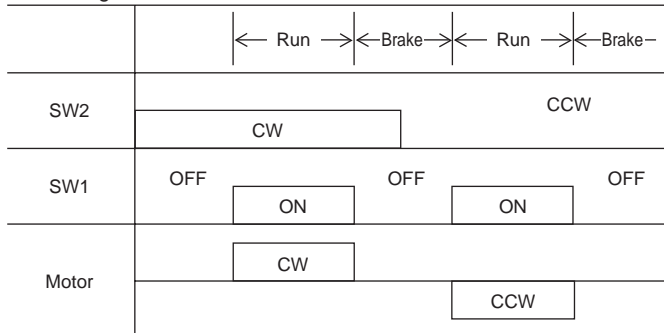 Run Brake Run Brake
SW2 CW CCW
SW1 OFF ON OFF ON OFF
Motor CW CCW